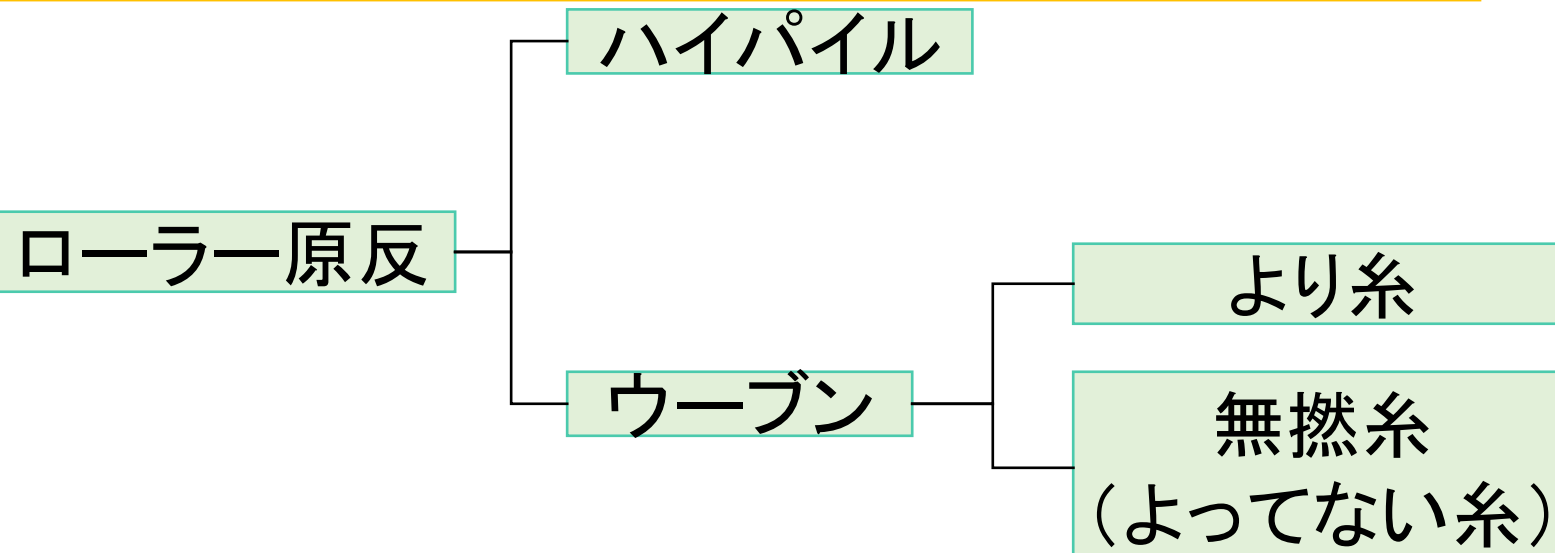 ハイパイル
ローラー原反
より糸
ウーブン
無撚糸
（よってない糸）